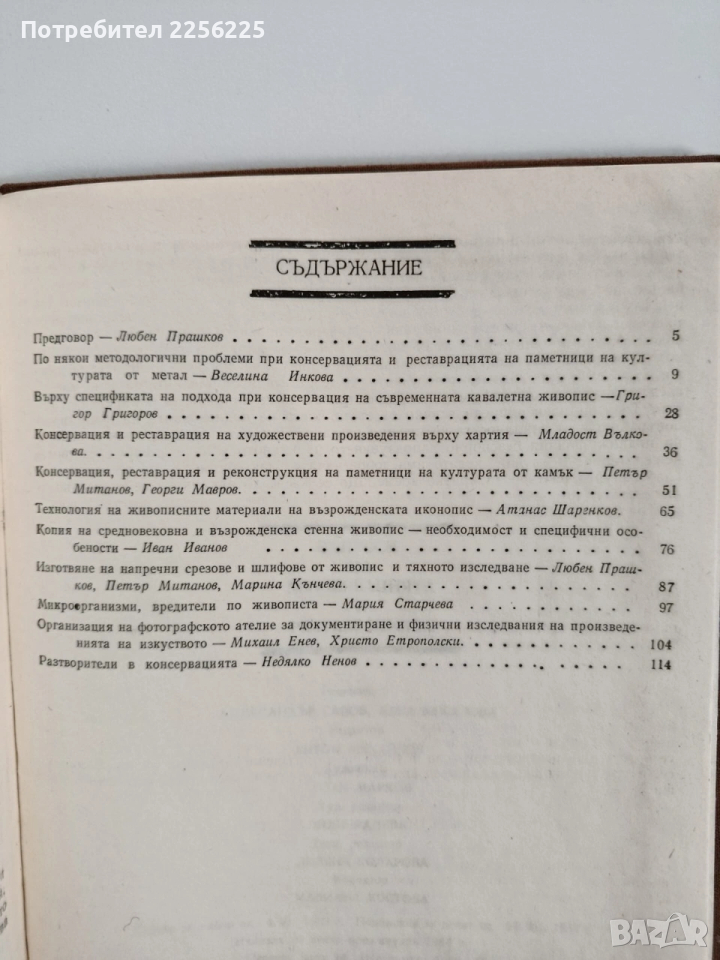 Потребител 2256225
СЪДЪРЖАНИЕ
Предговор — Любен Прашков . . . . . . . . . . . . . . . . . . . . 5
По някои методологични проблеми при консервацията и реставрацията на паметници на кул-
турата от метал — Веселина Инкова . . . . . . . . . . . . . . . . 9
Върху спецификата на подхода при консервация на съвременната кавалетна живопис —Гри-
гор Григоров . . . . . . . . . . . . . . . . . . . . . . . . . . 28
Консервация и реставрация на художествени произведения върху хартия — Младост Вълко-
ва. . . . . . . . . . . . . . . . . . . . . . . . . . . . . . 36
Консервация, реставрация и реконструкция на паметници на културата от камък — Петър
Митанов, Георги Мавров. . . . . . . . . . . . . . . . . . . . . 51
Технология на живописните материали на възрожденската иконопис — Атанас Шаренков. 65
Копия на средновековна и възрожденска стенна живопис — необходимост и специфични осо-
бености — Иван Иванов . . . . . . . . . . . . . . . . . . . . . 76
Изготвяне на напречни срезове и шлифове от живопис и тяхното изследване — Любен Праш-
ков, Петър Митанов, Марина Кънчева. . . . . . . . . . . . . . . . 87
Микроорганизми, вредители по живописта — Мария Старчева . . . . . . . . . 97
Организация на фотографското ателие за документиране и физични изследвания на произведе-
нията на изкуството — Михаил Енев, Христо Етрополски. . . . . . . . . . . 104
Разтворители в консервацията — Недялко Ненов . . . . . . . . . . . . . . 114
BAZAR